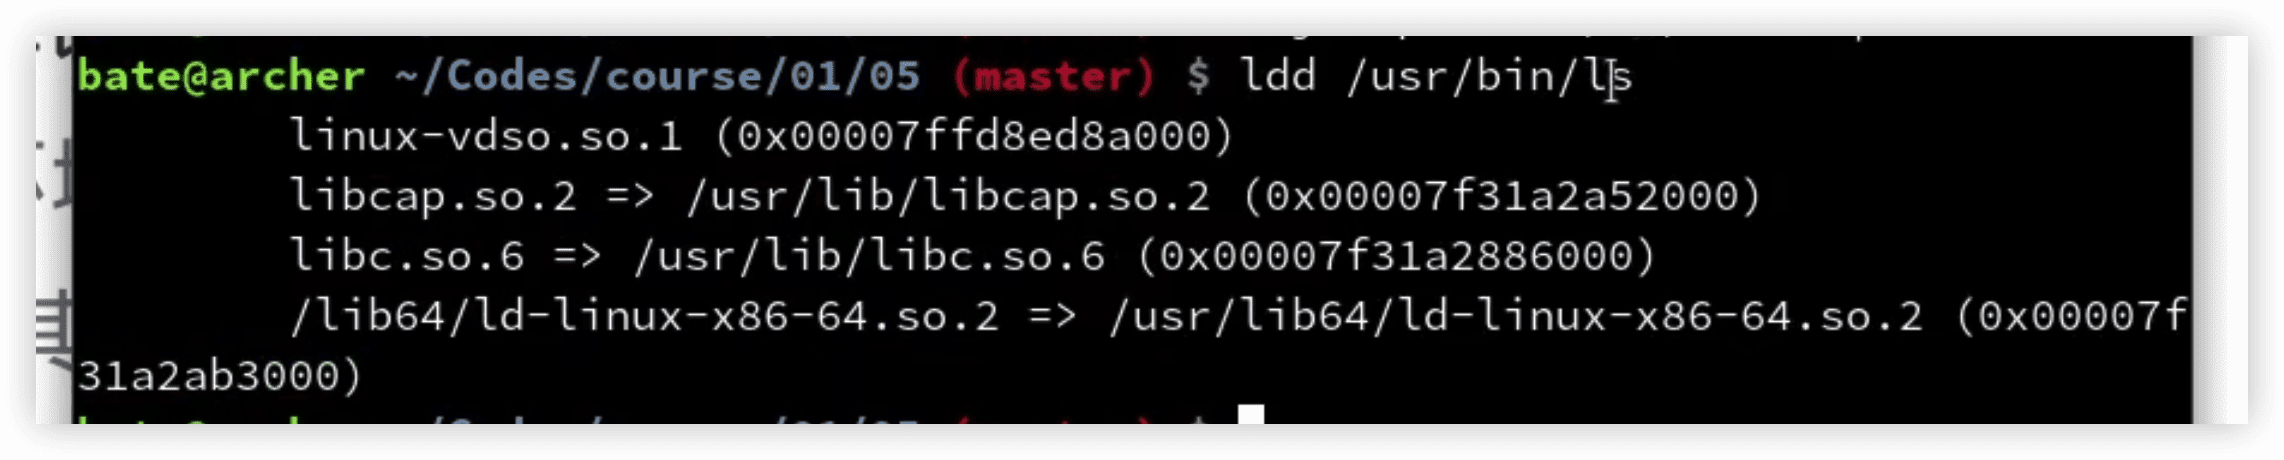 bate@archer ~/Codes/course/01/05 (master) $ ldd /usr/bin/ls
linux-vdso.so.1 (0x00007ffd8ed8a000)
libcap.so.2 => /usr/lib/libcap.so.2 (0x00007f31a2a52000)
libc.so.6 => /usr/lib/libc.so.6 (0x00007f31a2886000)
/lib64/ld-linux-x86-64.so.2 => /usr/lib64/ld-linux-x86-64.so.2 (0x00007f
31a2ab3000)